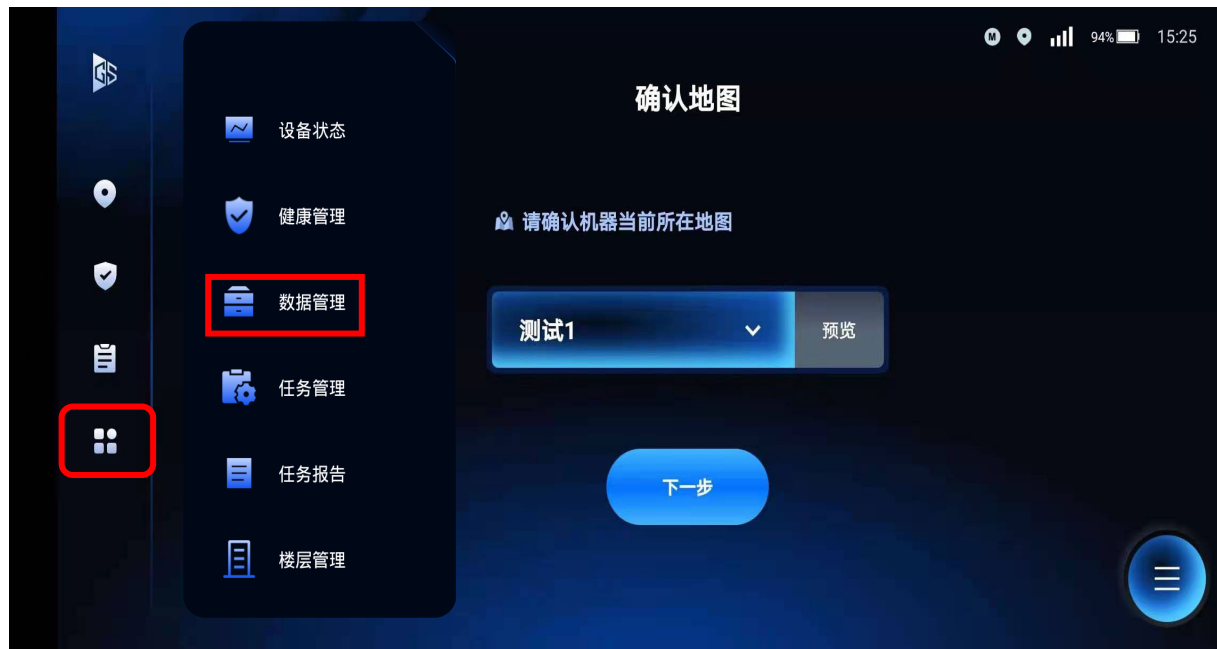 GS
M
94%
15:25
设备状态
健康管理
数据管理
任务管理
任务报告
楼层管理
确认地图
请确认机器当前所在地图
测试1
预览
下一步